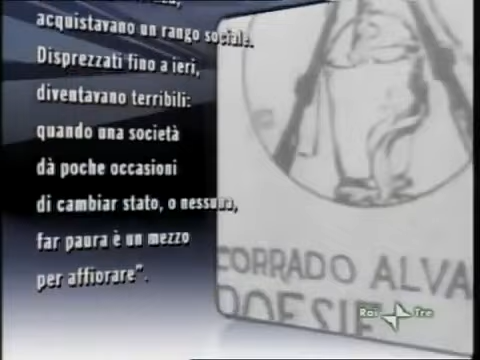 acquistavano un rango sociale.
Disprezzati fino a ieri,
diventavano terribili:
quando una società
dà poche occasioni
di cambiar stato, o nessuna,
far paura è un mezzo
per affiorare".
CORRADO ALVA
POESIE
Rai Tre